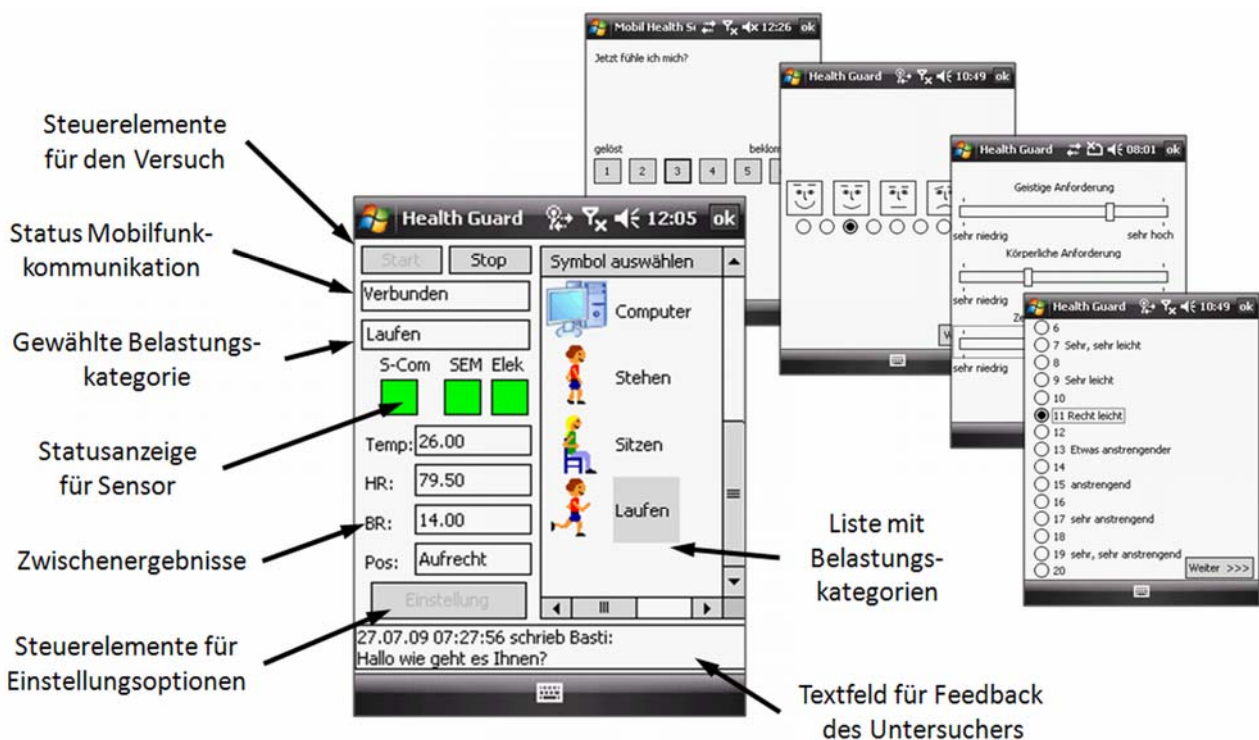 Steuerelemente
für den Versuch
Status Mobilfunk-
kommunikation
Gewählte Belastungs-
kategorie
Statusanzeige
für Sensor
Zwischenergebnisse
Steuerelemente für
Einstellungsoptionen
Health Guard 12:05 ok
Start Stop
Verbunden
Laufen
S-Com SEM Elek
Temp: 26.00
HR: 79.50
BR: 14.00
Pos: Aufrecht
Einstellung
Symbol auswählen
Computer
Stehen
Sitzen
Laufen
27.07.09 07:27:56 schrieb Basti:
Hallo wie geht es Ihnen?
Liste mit
Belastungs-
kategorien
Textfeld für Feedback
des Untersuchers
Mobil Health 12:26 ok
Jetzt fühle ich mich?
gelöst
1 2 3 4 5
Health Guard 10:49 ok
Health Guard 08:01 ok
Geistige Anforderung
sehr niedrig sehr hoch
Körperliche Anforderung
sehr niedrig
sehr niedrig
Health Guard 10:49 ok
6
7 Sehr, sehr leicht
8
9 Sehr leicht
10
11 Recht leicht
12
13 Etwas anstrengender
14
15 anstrengend
16
17 sehr anstrengend
18
19 sehr, sehr anstrengend
20
Weiter >>>